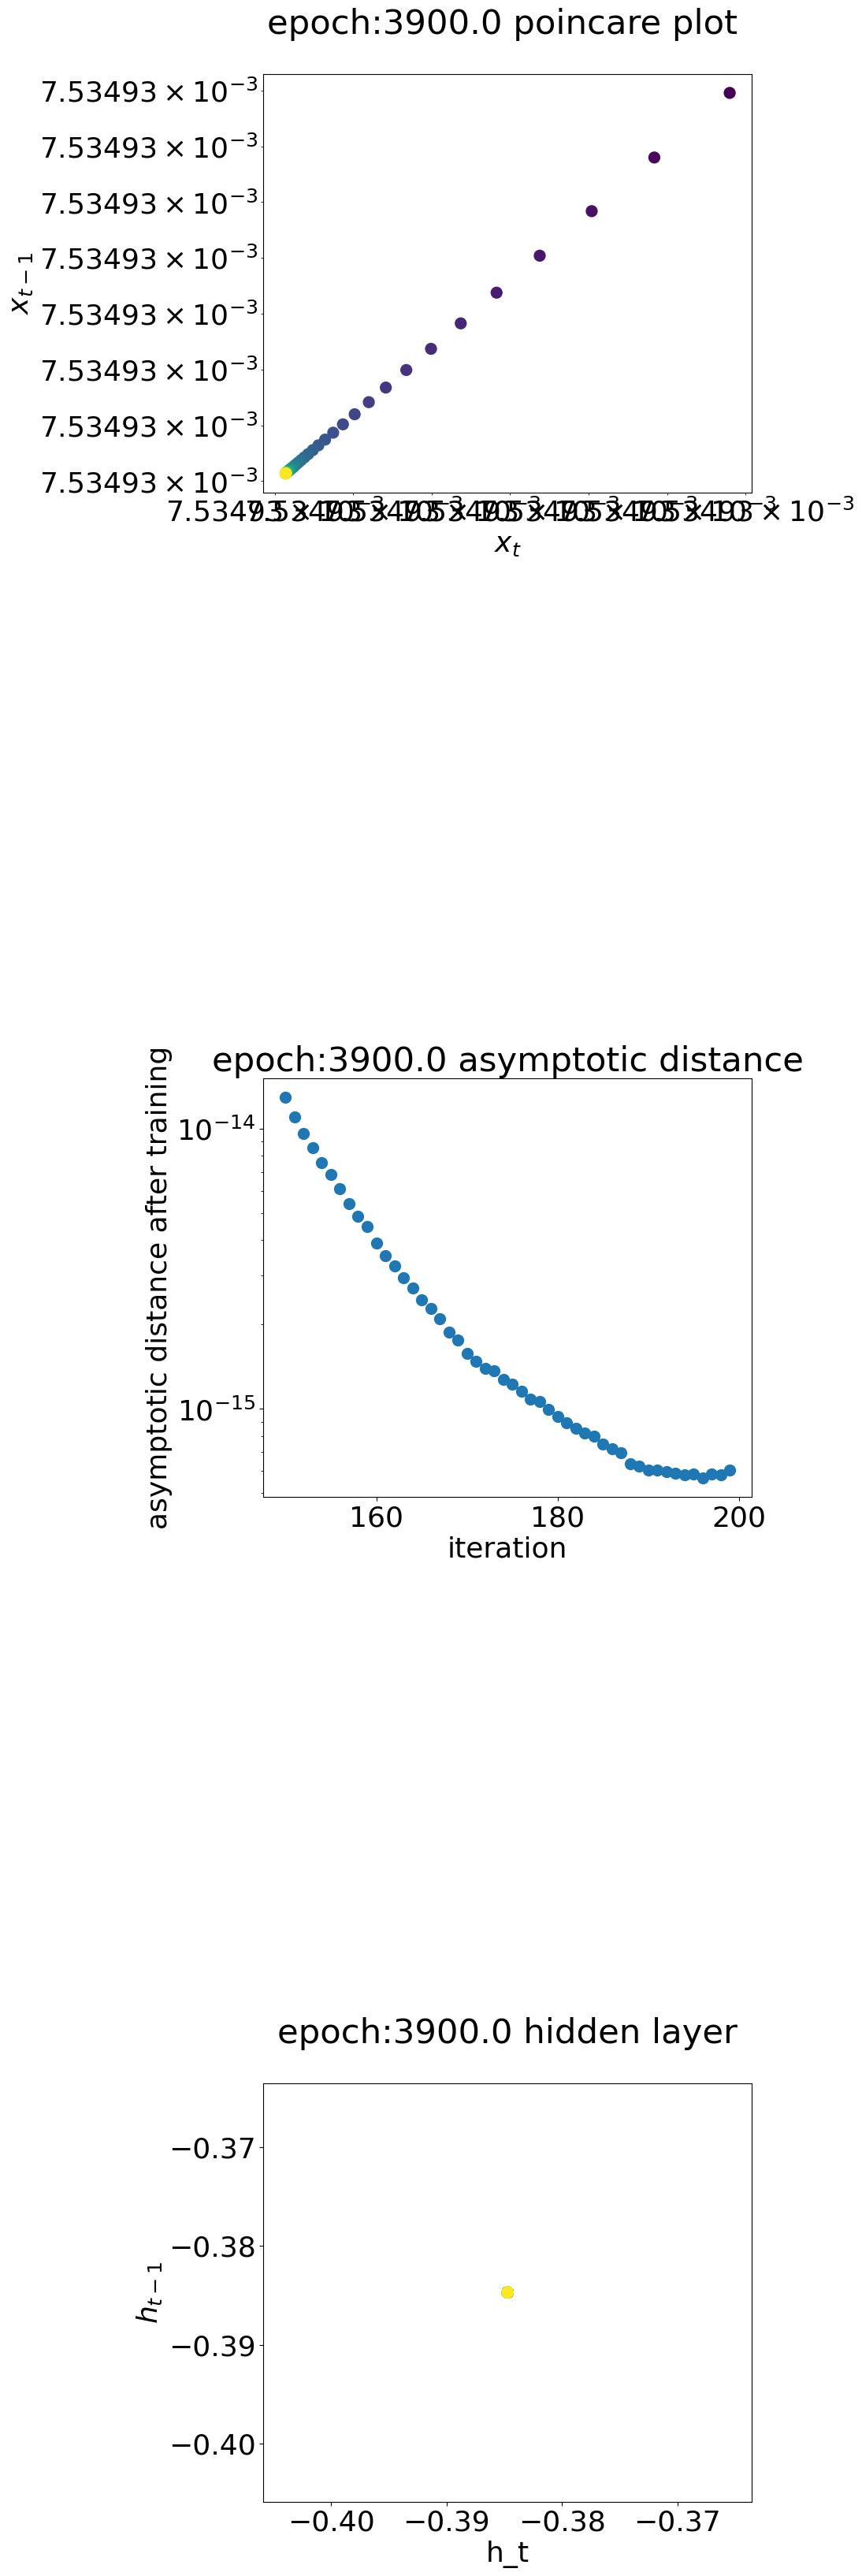 epoch:3900.0 poincare plot
7.53493 × 10⁻³
7.53493 × 10⁻³
7.53493 × 10⁻³
7.53493 × 10⁻³
7.53493 × 10⁻³
7.53493 × 10⁻³
7.53493 × 10⁻³
7.53493 × 10⁻³
xₜ₋₁
xₜ
epoch:3900.0 asymptotic distance
asymptotic distance after training
10⁻¹⁴
10⁻¹⁵
160 180 200
iteration
epoch:3900.0 hidden layer
hₜ₋₁
−0.37
−0.38
−0.39
−0.40
−0.40 −0.39 −0.38 −0.37
h_t